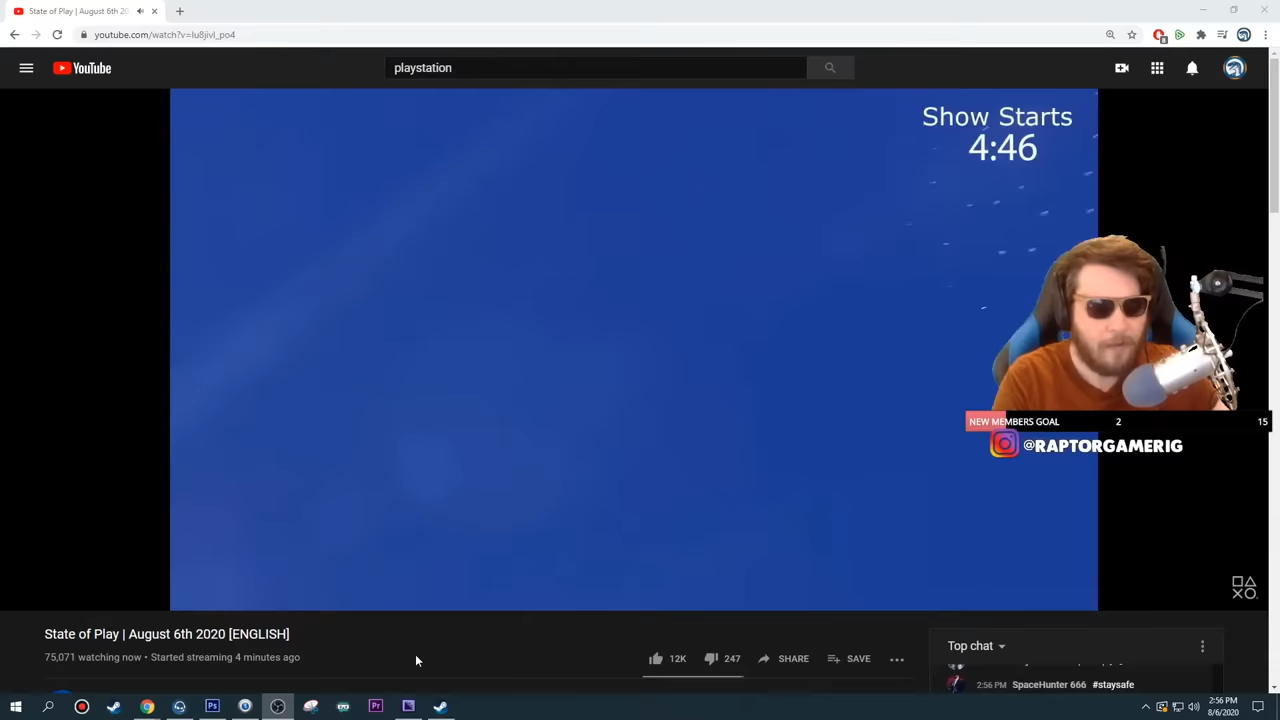 State of Play | August 6th 20
youtube.com/watch?v=Iu8jivl_po4
YouTube
playstation
Show Starts
4:46
NEW MEMBERS GOAL 2 15
@RAPTORGAMERIG
State of Play | August 6th 2020 [ENGLISH]
75,071 watching now • Started streaming 4 minutes ago
12K 247 SHARE SAVE
Top chat
2:56 PM SpaceHunter 666 #staysafe
2:56 PM
8/6/2020